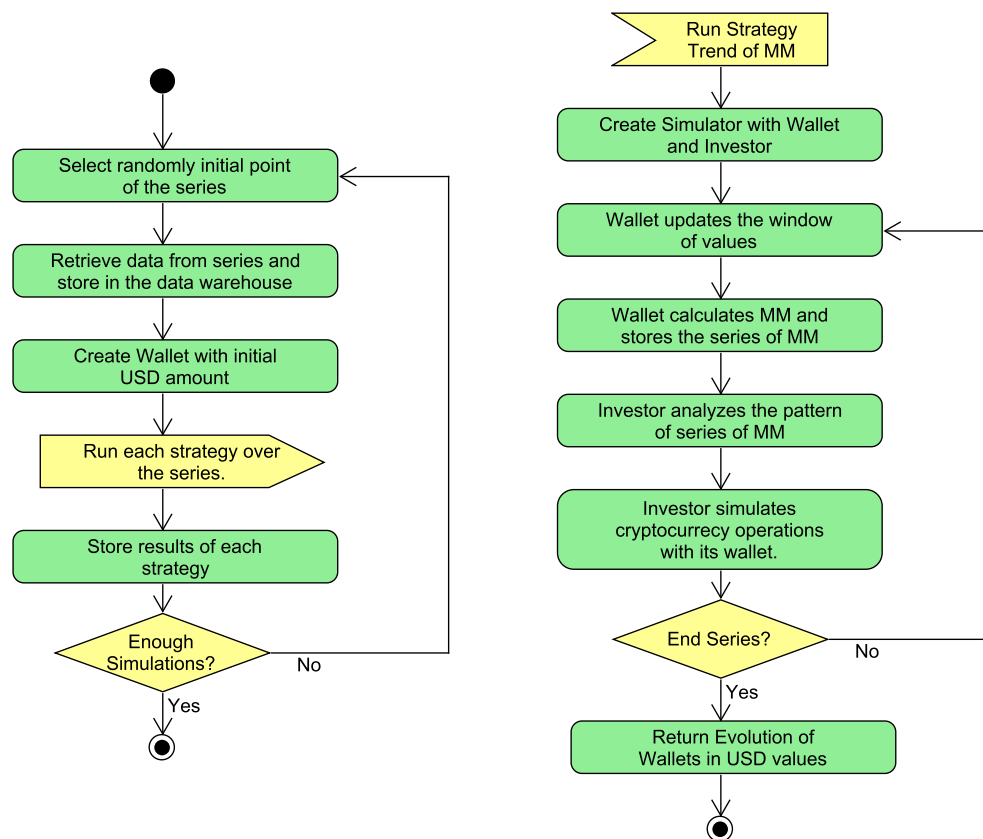 Select randomly initial point
of the series
Retrieve data from series and
store in the data warehouse
Create Wallet with initial
USD amount
Run each strategy over
the series.
Store results of each
strategy
Enough
Simulations?
No
Yes
Run Strategy
Trend of MM
Create Simulator with Wallet
and Investor
Wallet updates the window
of values
Wallet calculates MM and
stores the series of MM
Investor analyzes the pattern
of series of MM
Investor simulates
cryptocurrecy operations
with its wallet.
End Series?
No
Yes
Return Evolution of
Wallets in USD values